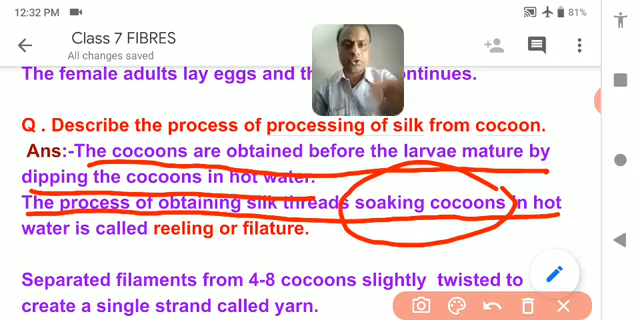 12:32 PM
81%
Class 7 FIBRES
All changes saved
The female adults lay eggs and th continues.
Q . Describe the process of processing of silk from cocoon.
Ans:-The cocoons are obtained before the larvae mature by
dipping the cocoons in hot water.
The process of obtaining silk threads soaking cocoons in hot
water is called reeling or filature.
Separated filaments from 4-8 cocoons slightly twisted to
create a single strand called yarn.